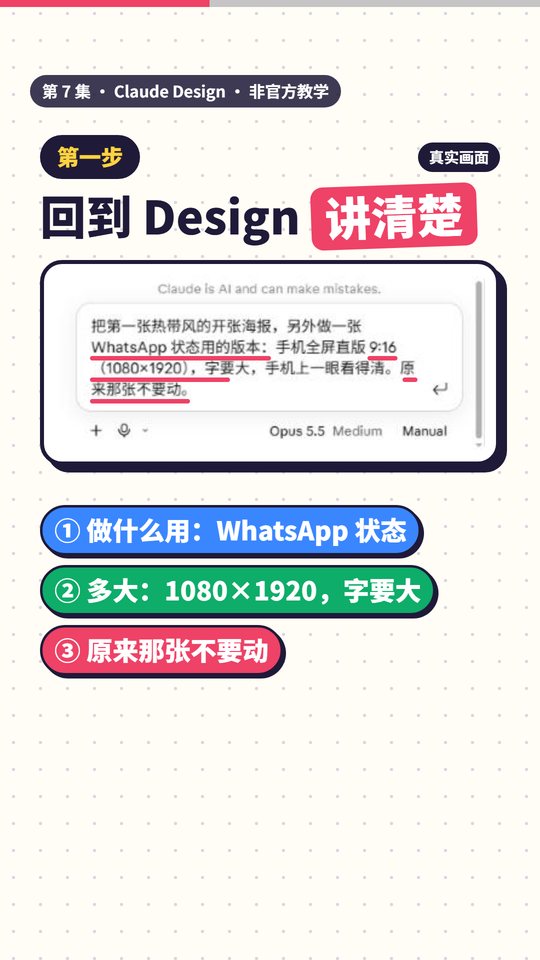 第 7 集 · Claude Design · 非官方教学
第一步
真实画面
回到 Design 讲清楚
Claude is AI and can make mistakes.
把第一张热带风的开张海报，另外做一张
WhatsApp 状态用的版本：手机全屏直版 9:16
（1080×1920），字要大，手机上一眼看得清。原
来那张不要动。
Opus 5.5 Medium Manual
① 做什么用：WhatsApp 状态
② 多大：1080×1920，字要大
③ 原来那张不要动